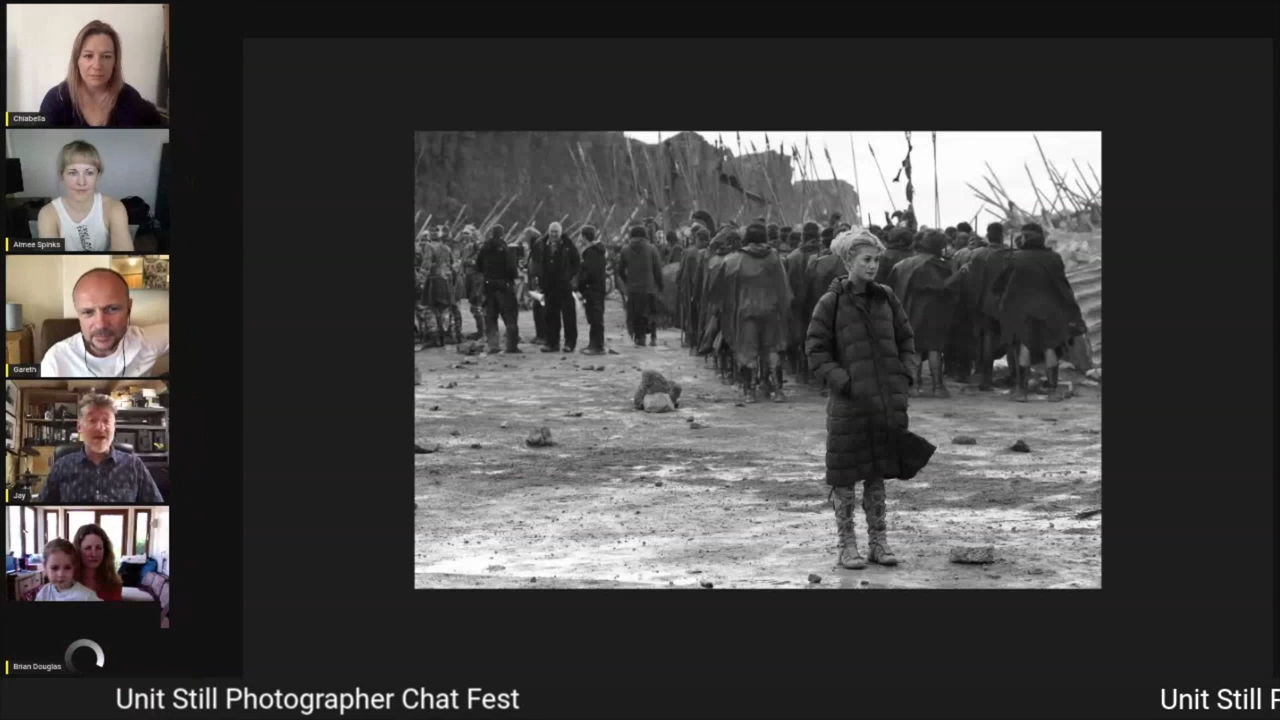 Chiabella
Aimee Spinks
Gareth
Jay
Brian Douglas
Unit Still Photographer Chat Fest
Unit Still